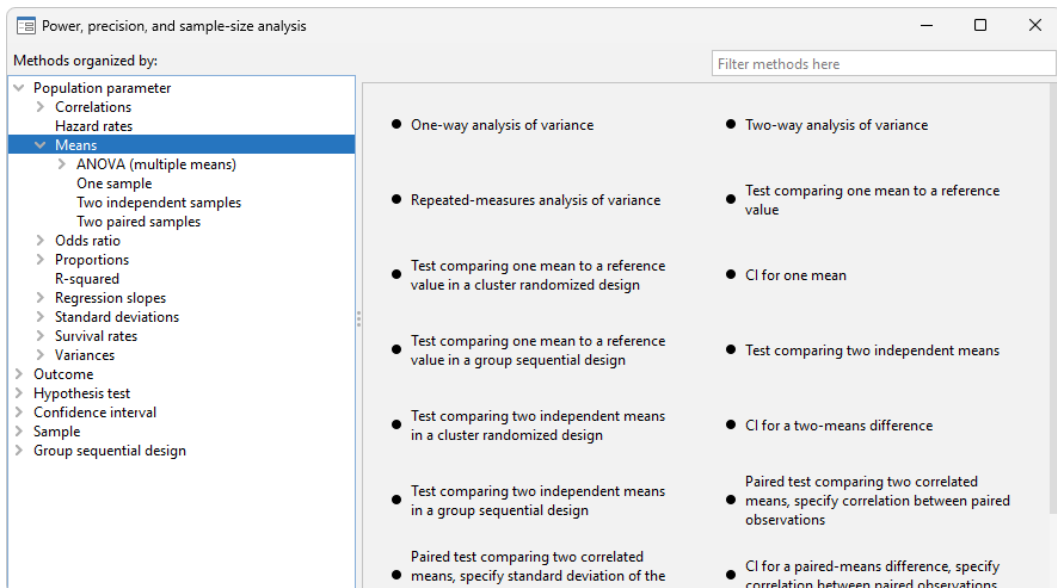 Power, precision, and sample-size analysis
Methods organized by:
Filter methods here
Population parameter
Correlations
Hazard rates
Means
ANOVA (multiple means)
One sample
Two independent samples
Two paired samples
Odds ratio
Proportions
R-squared
Regression slopes
Standard deviations
Survival rates
Variances
Outcome
Hypothesis test
Confidence interval
Sample
Group sequential design
One-way analysis of variance
Two-way analysis of variance
Repeated-measures analysis of variance
Test comparing one mean to a reference
value
Test comparing one mean to a reference
value in a cluster randomized design
CI for one mean
Test comparing one mean to a reference
value in a group sequential design
Test comparing two independent means
Test comparing two independent means
in a cluster randomized design
CI for a two-means difference
Test comparing two independent means
in a group sequential design
Paired test comparing two correlated
means, specify correlation between paired
observations
Paired test comparing two correlated
means, specify standard deviation of the
CI for a paired-means difference, specify
correlation between paired observations